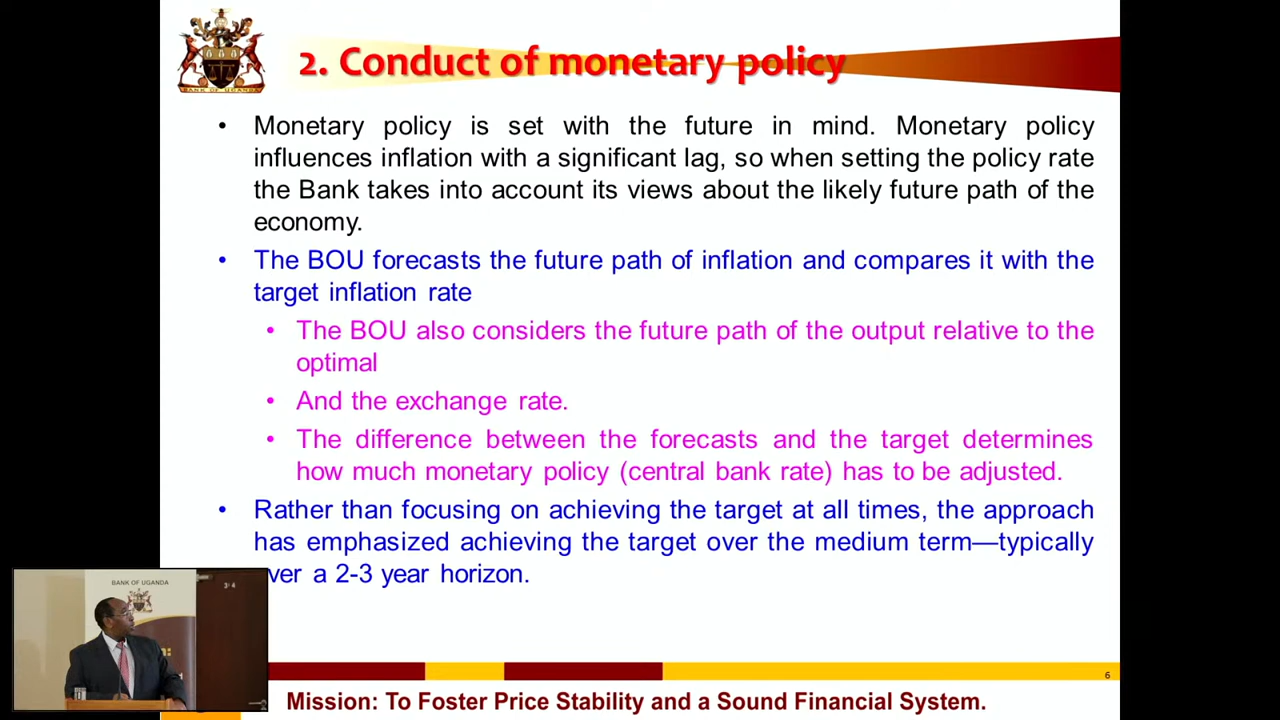 2. Conduct of monetary policy
BANK OF UGANDA
• Monetary policy is set with the future in mind. Monetary policy
influences inflation with a significant lag, so when setting the policy rate
the Bank takes into account its views about the likely future path of the
economy.
• The BOU forecasts the future path of inflation and compares it with the
target inflation rate
• The BOU also considers the future path of the output relative to the
optimal
• And the exchange rate.
• The difference between the forecasts and the target determines
how much monetary policy (central bank rate) has to be adjusted.
• Rather than focusing on achieving the target at all times, the approach
has emphasized achieving the target over the medium term—typically
ver a 2-3 year horizon.
BANK OF UGANDA
6
Mission: To Foster Price Stability and a Sound Financial System.